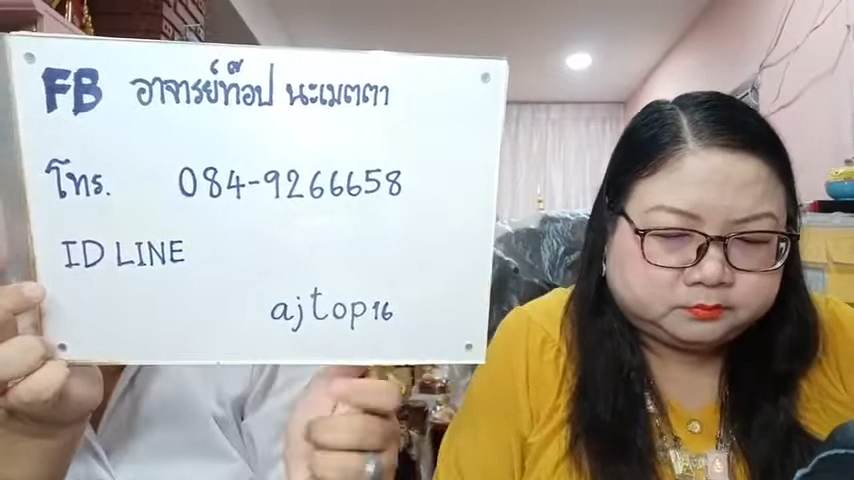 FB อาจารย์ท๊อป นะเมตตา
โทร. 084-9266658
ID LINE
ajtop16